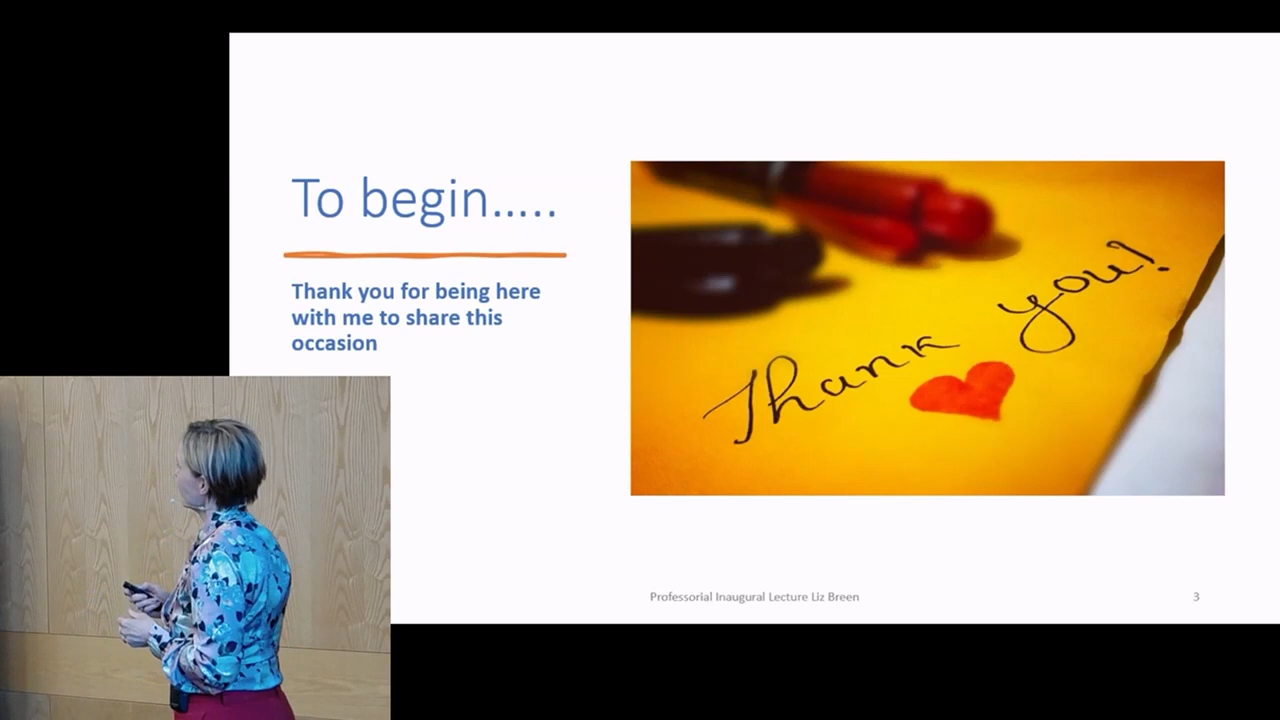 To begin.....
Thank you for being here
with me to share this
occasion
Thank you!
Professorial Inaugural Lecture Liz Breen
3